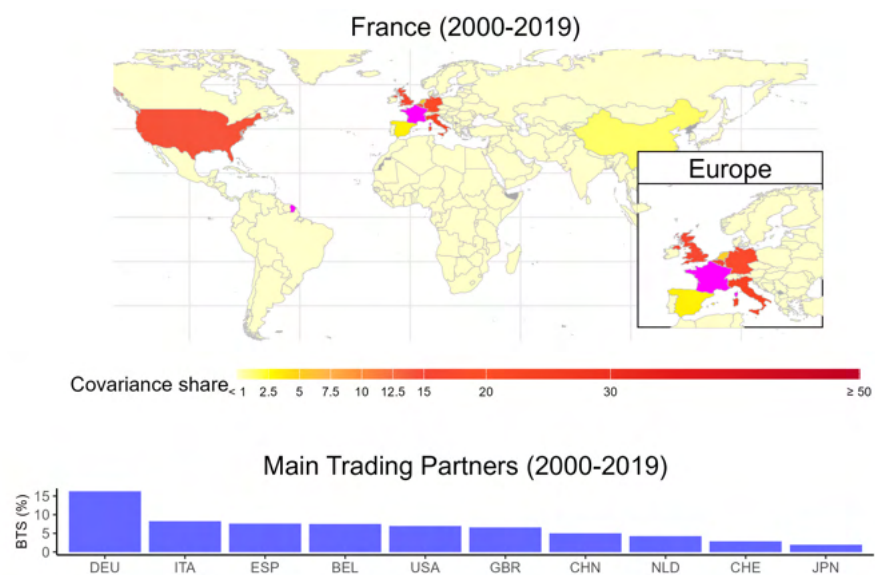 France (2000-2019)
Europe
Covariance share
< 1 2.5 5 7.5 10 12.5 15 20 30 ≥ 50
Main Trading Partners (2000-2019)
BTS (%)
15
10
5
0
DEU ITA ESP BEL USA GBR CHN NLD CHE JPN